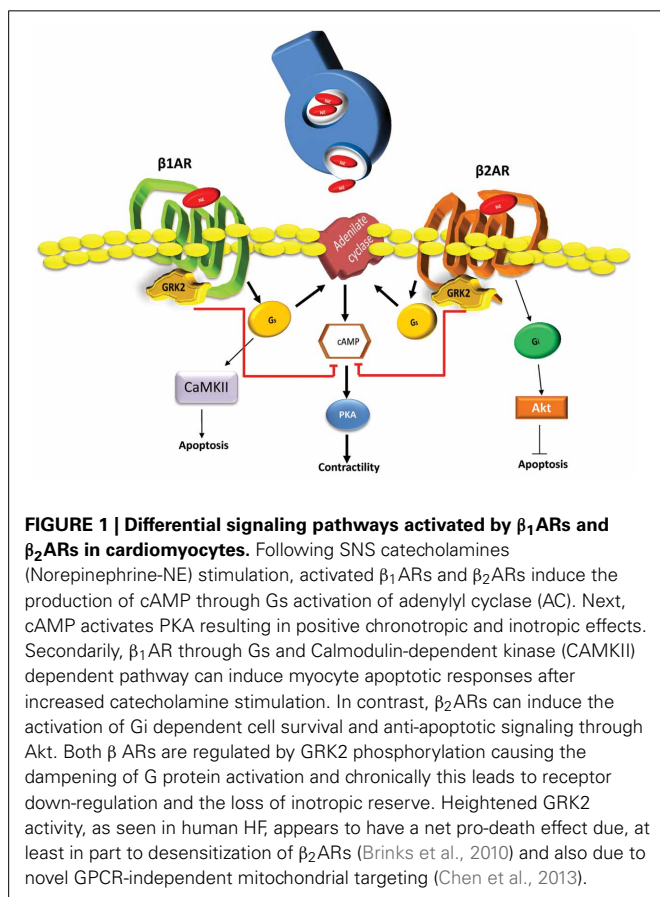 NE
NE
NE
NE
β1AR
β2AR
NE
NE
Adenilate
cyclase
GRK2
GRK2
Gs
Gs
cAMP
Gi
CaMKII
PKA
Akt
Apoptosis
Contractility
Apoptosis
FIGURE 1 | Differential signaling pathways activated by β₁ARs and
β₂ARs in cardiomyocytes. Following SNS catecholamines
(Norepinephrine-NE) stimulation, activated β₁ARs and β₂ARs induce the
production of cAMP through Gs activation of adenylyl cyclase (AC). Next,
cAMP activates PKA resulting in positive chronotropic and inotropic effects.
Secondarily, β₁AR through Gs and Calmodulin-dependent kinase (CAMKII)
dependent pathway can induce myocyte apoptotic responses after
increased catecholamine stimulation. In contrast, β₂ARs can induce the
activation of Gi dependent cell survival and anti-apoptotic signaling through
Akt. Both β ARs are regulated by GRK2 phosphorylation causing the
dampening of G protein activation and chronically this leads to receptor
down-regulation and the loss of inotropic reserve. Heightened GRK2
activity, as seen in human HF, appears to have a net pro-death effect due, at
least in part to desensitization of β₂ARs (Brinks et al., 2010) and also due to
novel GPCR-independent mitochondrial targeting (Chen et al., 2013).